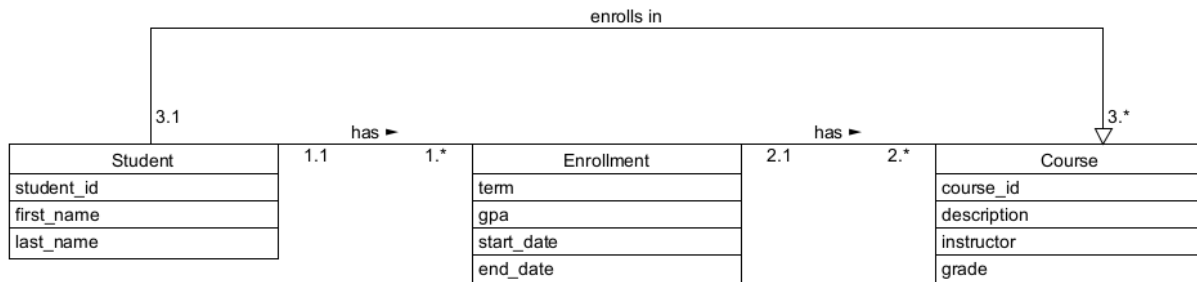 enrolls in
3.1
3.*
has ►
has ►
Student
1.1
1.*
Enrollment
2.1
2.*
Course
student_id
term
course_id
first_name
gpa
description
last_name
start_date
instructor
end_date
grade